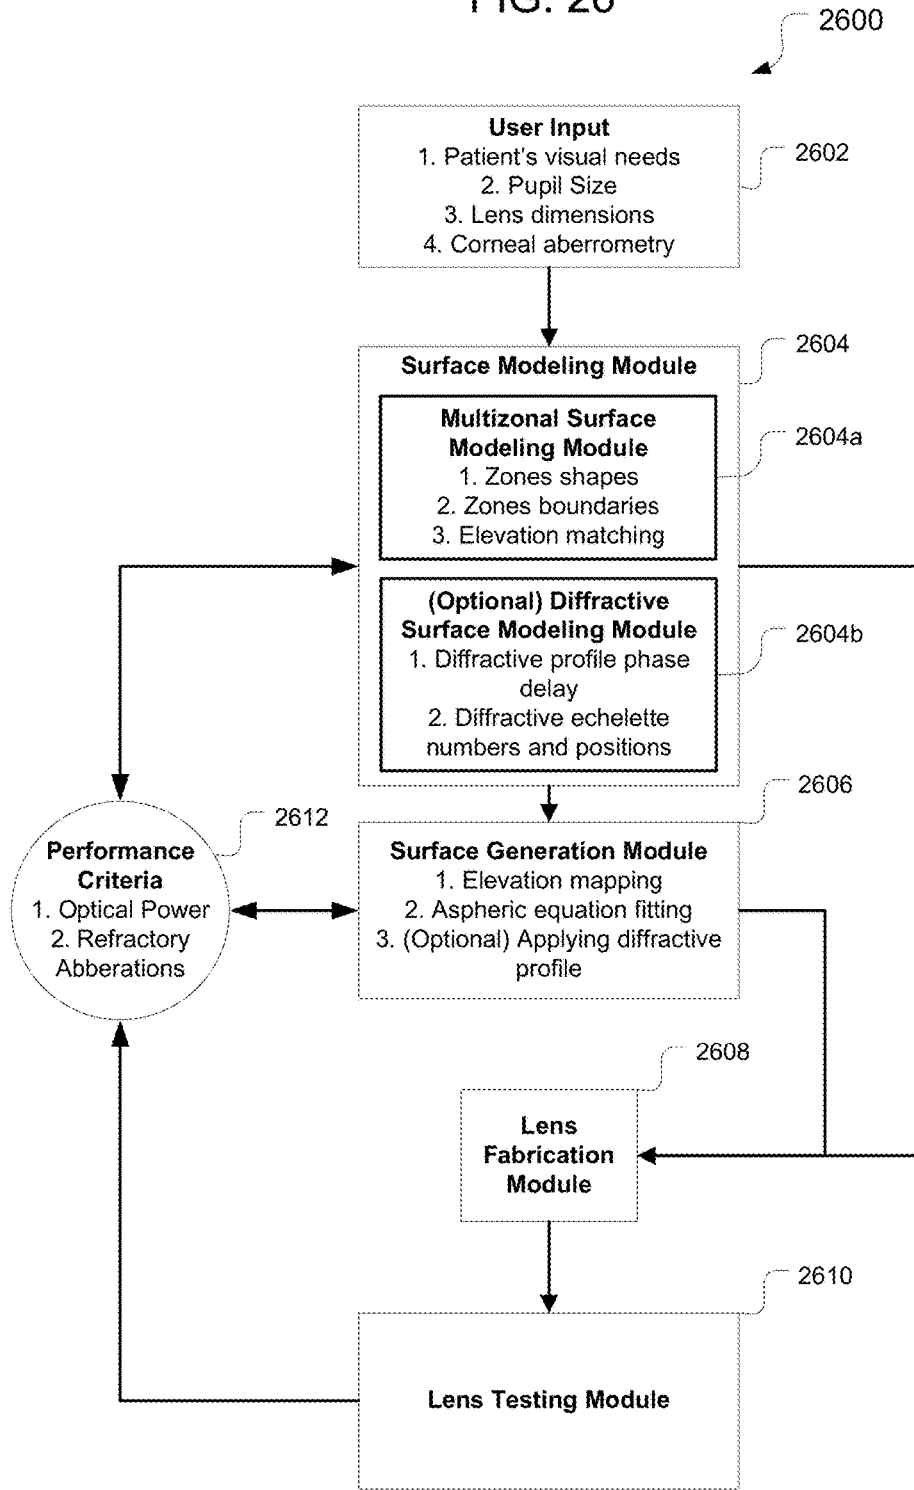 FIG. 26
2600
User Input
1. Patient's visual needs
2. Pupil Size
3. Lens dimensions
4. Corneal aberrometry
2602
Surface Modeling Module
2604
Multizonal Surface
Modeling Module
1. Zones shapes
2. Zones boundaries
3. Elevation matching
2604a
(Optional) Diffractive
Surface Modeling Module
1. Diffractive profile phase
delay
2. Diffractive echelette
numbers and positions
2604b
Performance
Criteria
1. Optical Power
2. Refractory
Abberations
2612
Surface Generation Module
1. Elevation mapping
2. Aspheric equation fitting
3. (Optional) Applying diffractive
profile
2606
Lens
Fabrication
Module
2608
Lens Testing Module
2610